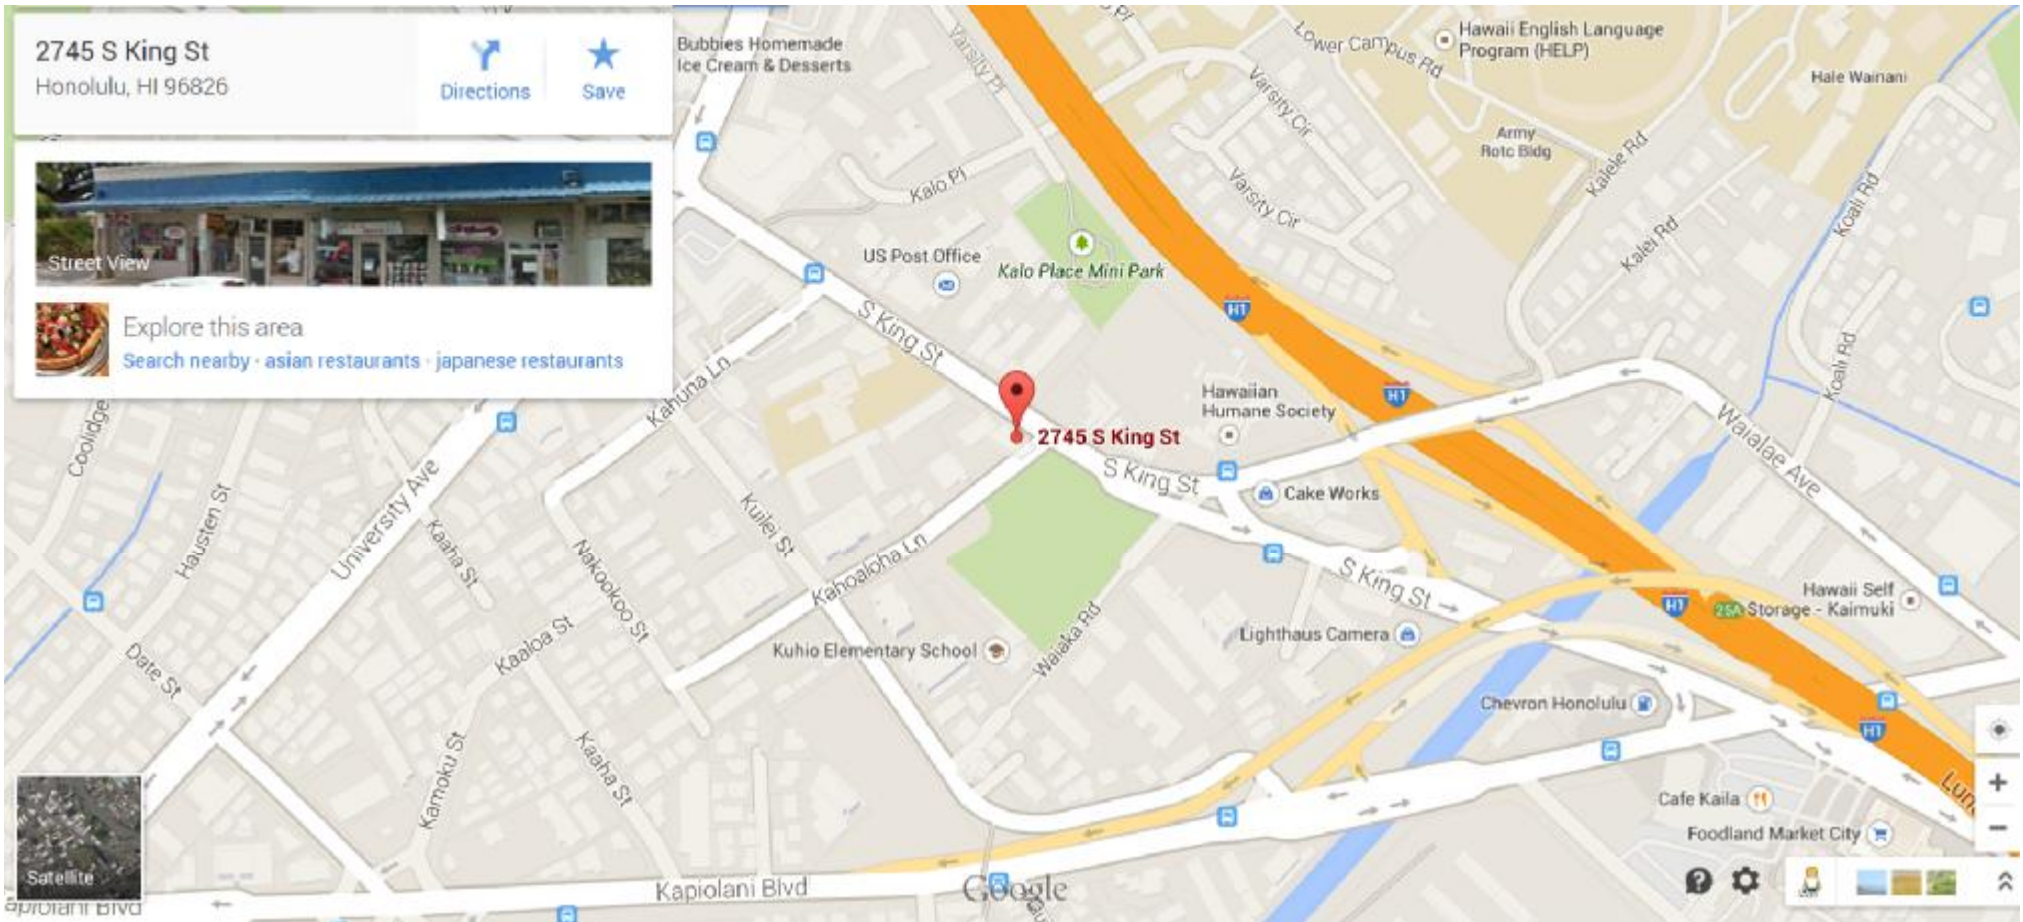 2745 S King St
Honolulu, HI 96826
Directions
Save
Street View
Explore this area
Search nearby · asian restaurants · japanese restaurants
Bubbies Homemade
Ice Cream & Desserts
Varsity Pl
Lower Campus Rd
Hawaii English Language
Program (HELP)
Hale Wainani
Varsity Cir
Army
Rotc Bldg
Kalele Rd
Kalo Pl
Varsity Cir
Koali Rd
Kalei Rd
US Post Office
Kalo Place Mini Park
H1
S King St
Koali Rd
Kahuna Ln
Hawaiian
Humane Society
H1
Waialae Ave
Coolidge
2745 S King St
S King St
Cake Works
University Ave
Hausten St
Kuilei St
Kaaha St
Nakookoo St
Kahoaloha Ln
S King St
Hawaii Self
Storage - Kaimuki
H1
25A
Waiaka Rd
Lighthaus Camera
Kuhio Elementary School
Kaaloa St
Date St
Chevron Honolulu
H1
Kamoku St
Kaaha St
Cafe Kaila
Foodland Market City
Satellite
Kapiolani Blvd
Google
apiolani Blvd